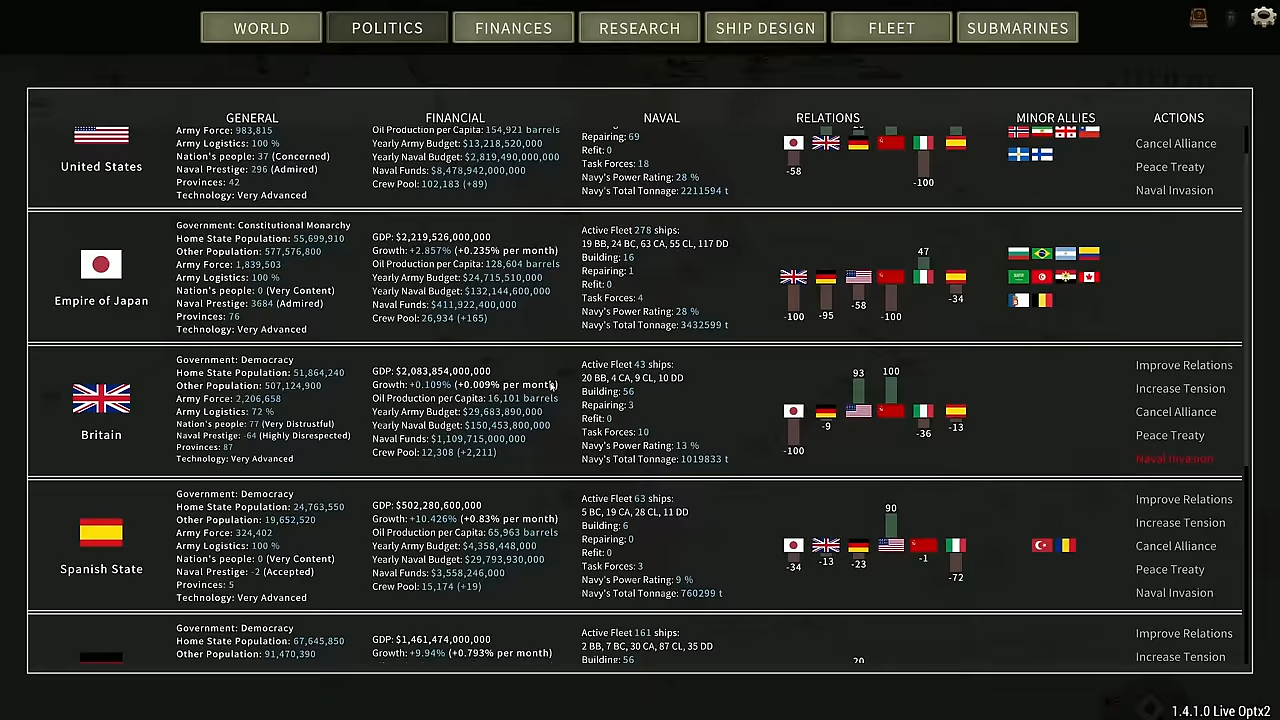 WORLD
POLITICS
FINANCES
RESEARCH
SHIP DESIGN
FLEET
SUBMARINES
GENERAL
FINANCIAL
NAVAL
RELATIONS
MINOR ALLIES
ACTIONS
United States
Army Force: 983,815
Army Logistics: 100 %
Nation's people: 37 (Concerned)
Naval Prestige: 296 (Admired)
Provinces: 42
Technology: Very Advanced
Oil Production per Capita: 154,921 barrels
Yearly Army Budget: $13,218,520,000
Yearly Naval Budget: $2,819,490,000,000
Naval Funds: $8,478,942,000,000
Crew Pool: 102,183 (+89)
Repairing: 69
Refit: 0
Task Forces: 18
Navy's Power Rating: 28 %
Navy's Total Tonnage: 2211594 t
-58
-100
Cancel Alliance
Peace Treaty
Naval Invasion
Empire of Japan
Government: Constitutional Monarchy
Home State Population: 55,699,910
Other Population: 577,576,800
Army Force: 1,839,503
Army Logistics: 100 %
Nation's people: 0 (Very Content)
Naval Prestige: 3684 (Admired)
Provinces: 76
Technology: Very Advanced
GDP: $2,219,526,000,000
Growth: +2.857% (+0.235% per month)
Oil Production per Capita: 128,604 barrels
Yearly Army Budget: $24,715,510,000
Yearly Naval Budget: $132,144,600,000
Naval Funds: $411,922,400,000
Crew Pool: 26,934 (+165)
Active Fleet 278 ships:
19 BB, 24 BC, 63 CA, 55 CL, 117 DD
Building: 16
Repairing: 1
Refit: 0
Task Forces: 4
Navy's Power Rating: 28 %
Navy's Total Tonnage: 3432599 t
47
-100
-95
-58
-100
-34
Britain
Government: Democracy
Home State Population: 51,864,240
Other Population: 507,124,900
Army Force: 2,206,658
Army Logistics: 72 %
Nation's people: 77 (Very Distrustful)
Naval Prestige: -64 (Highly Disrespected)
Provinces: 87
Technology: Very Advanced
GDP: $2,083,854,000,000
Growth: +0.109% (+0.009% per month)
Oil Production per Capita: 16,101 barrels
Yearly Army Budget: $29,683,890,000
Yearly Naval Budget: $150,453,800,000
Naval Funds: $1,109,715,000,000
Crew Pool: 12,308 (+2,211)
Active Fleet 43 ships:
20 BB, 4 CA, 9 CL, 10 DD
Building: 56
Repairing: 3
Refit: 0
Task Forces: 10
Navy's Power Rating: 13 %
Navy's Total Tonnage: 1019833 t
93
100
-100
-9
-36
-13
Improve Relations
Increase Tension
Cancel Alliance
Peace Treaty
Naval Invasion
Spanish State
Government: Democracy
Home State Population: 24,763,550
Other Population: 19,652,520
Army Force: 324,402
Army Logistics: 100 %
Nation's people: 0 (Very Content)
Naval Prestige: -2 (Accepted)
Provinces: 5
Technology: Very Advanced
GDP: $502,280,600,000
Growth: +10.426% (+0.83% per month)
Oil Production per Capita: 65,963 barrels
Yearly Army Budget: $4,358,448,000
Yearly Naval Budget: $29,793,930,000
Naval Funds: $3,558,246,000
Crew Pool: 15,174 (+19)
Active Fleet 63 ships:
5 BC, 19 CA, 28 CL, 11 DD
Building: 6
Repairing: 0
Refit: 0
Task Forces: 3
Navy's Power Rating: 9 %
Navy's Total Tonnage: 760299 t
90
-34
-13
-23
-1
-72
Improve Relations
Increase Tension
Cancel Alliance
Peace Treaty
Naval Invasion
Government: Democracy
Home State Population: 67,645,850
Other Population: 91,470,390
GDP: $1,461,474,000,000
Growth: +9.94% (+0.793% per month)
Active Fleet 161 ships:
2 BB, 7 BC, 30 CA, 87 CL, 35 DD
Building: 56
20
Improve Relations
Increase Tension
1.4.1.0 Live Optx2